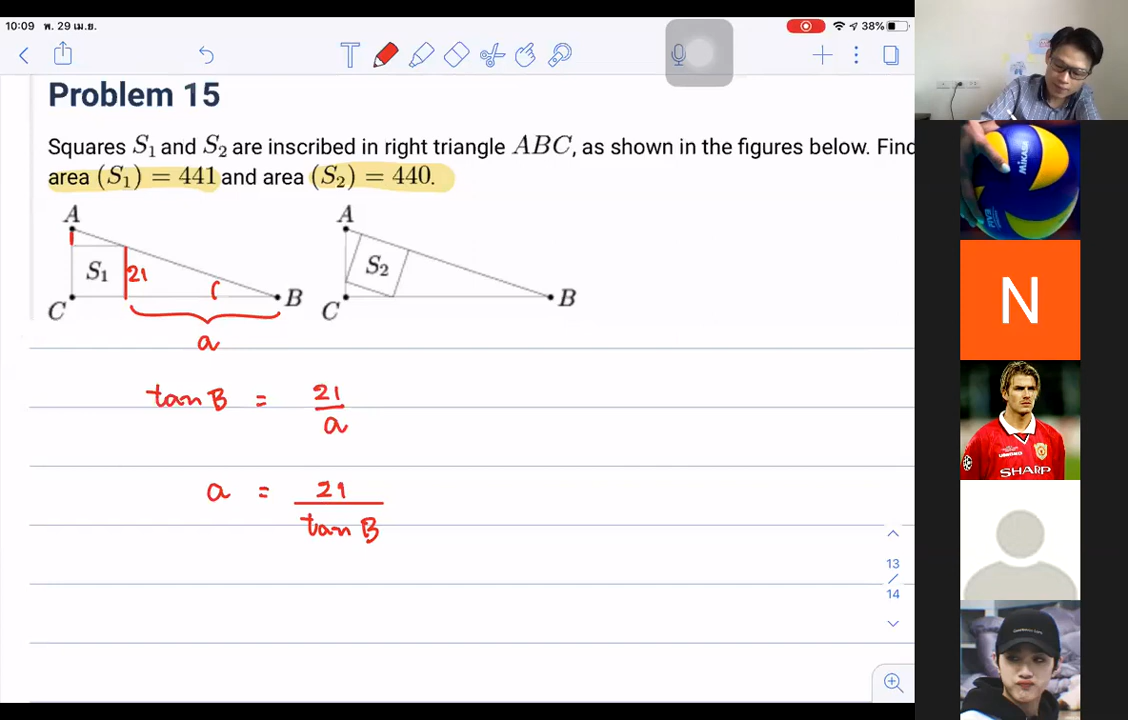 10:09 พ. 29 เม.ย.
38%
T
Problem 15
Squares S₁ and S₂ are inscribed in right triangle ABC, as shown in the figures below. Find
area (S₁) = 441 and area (S₂) = 440.
A
S₁
21
C
B
a
A
S₂
C
B
tan B = 21/a
a = 21/tan B
13
/
14
MIKASA
N
SHARP